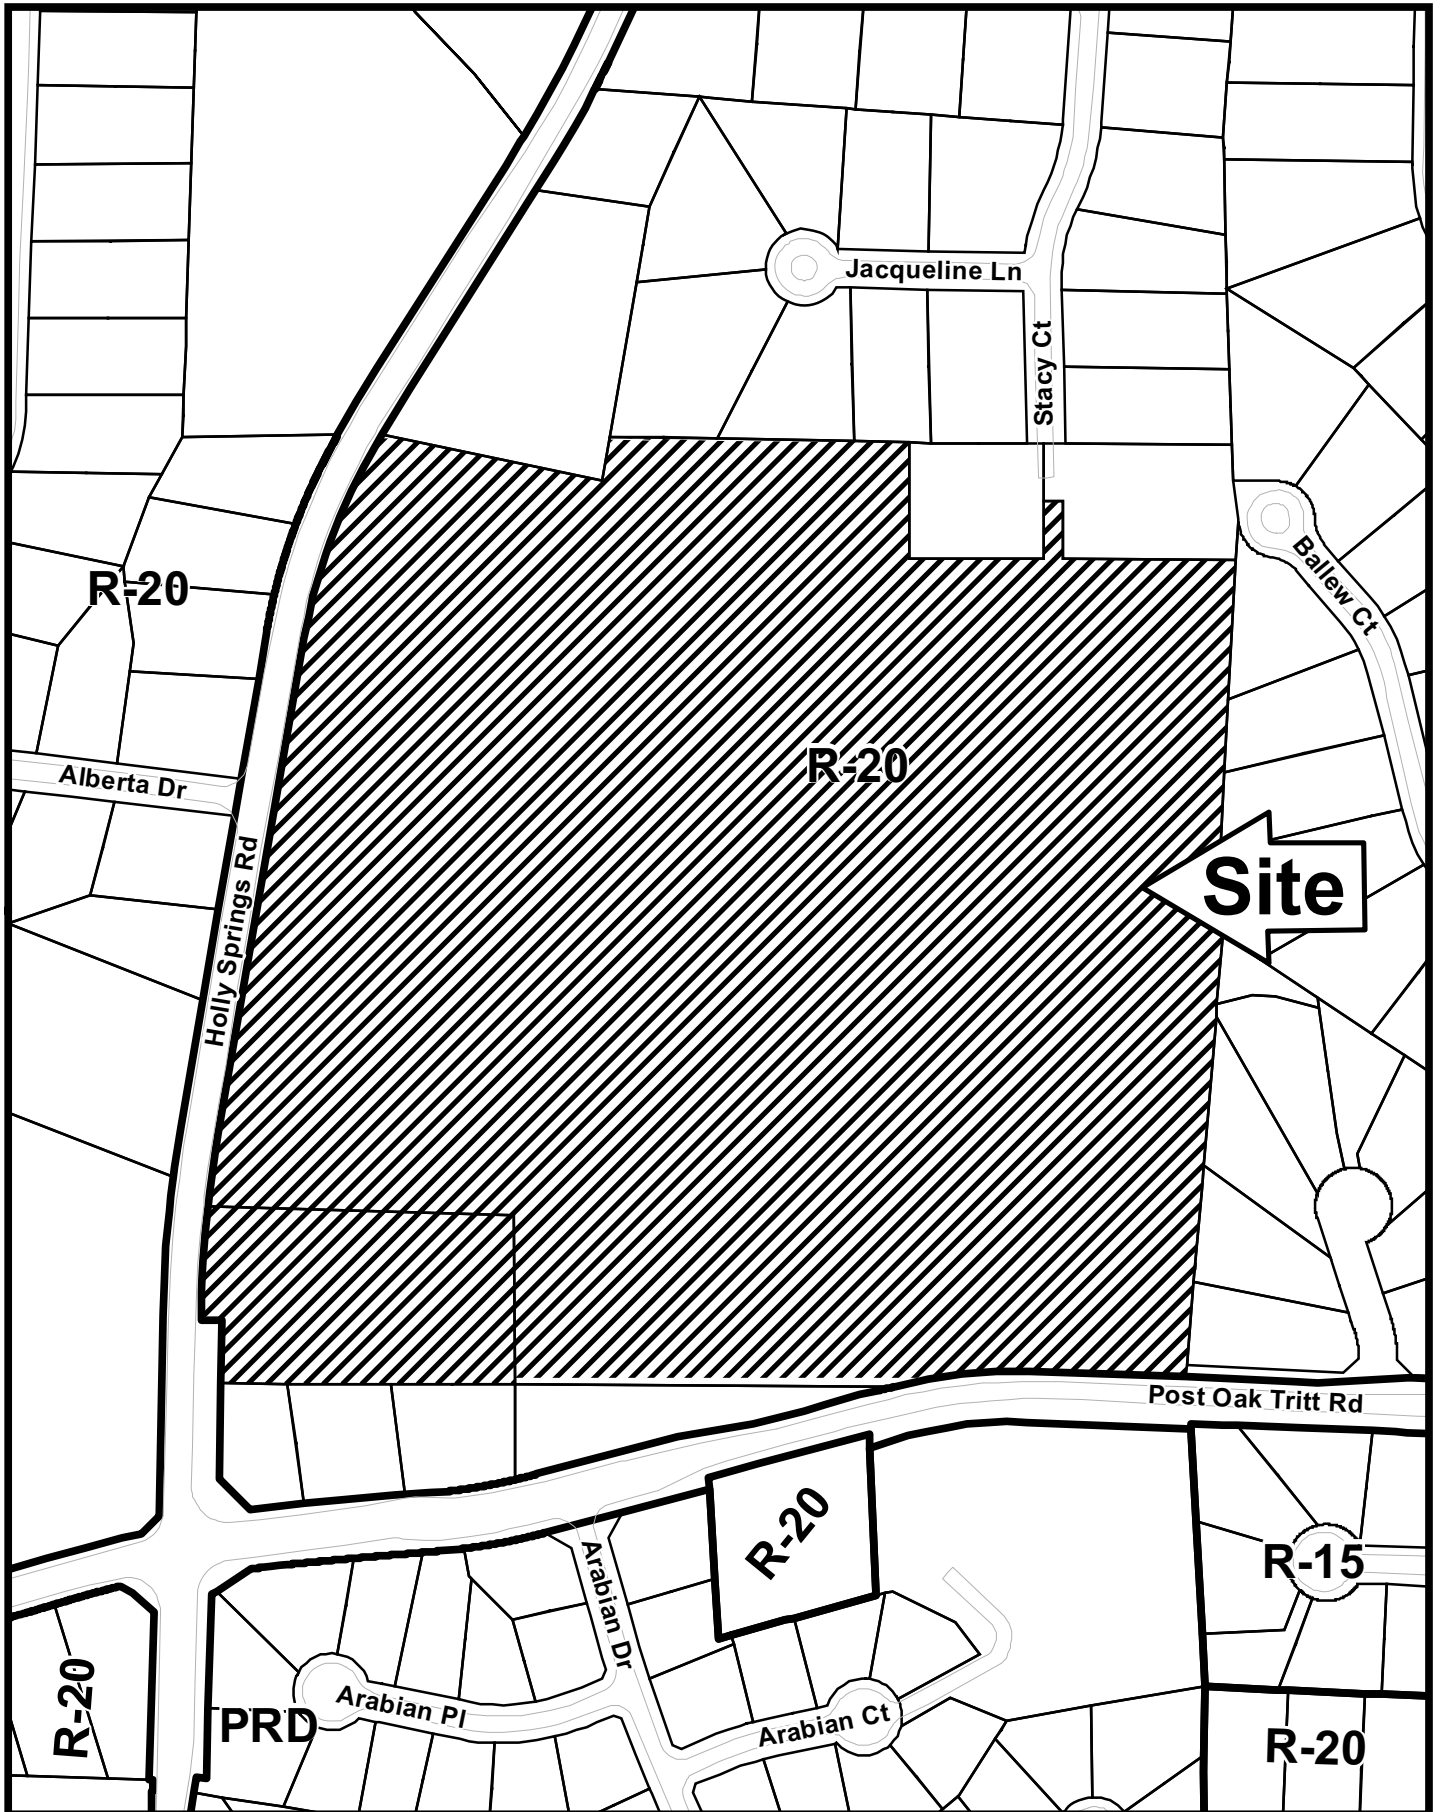 Jacqueline Ln
Stacy Ct
Ballew Ct
R-20
R-20
Alberta Dr
Holly Springs Rd
Site
Post Oak Tritt Rd
R-20
R-15
Arabian Dr
R-20
PRD
Arabian Pl
Arabian Ct
R-20